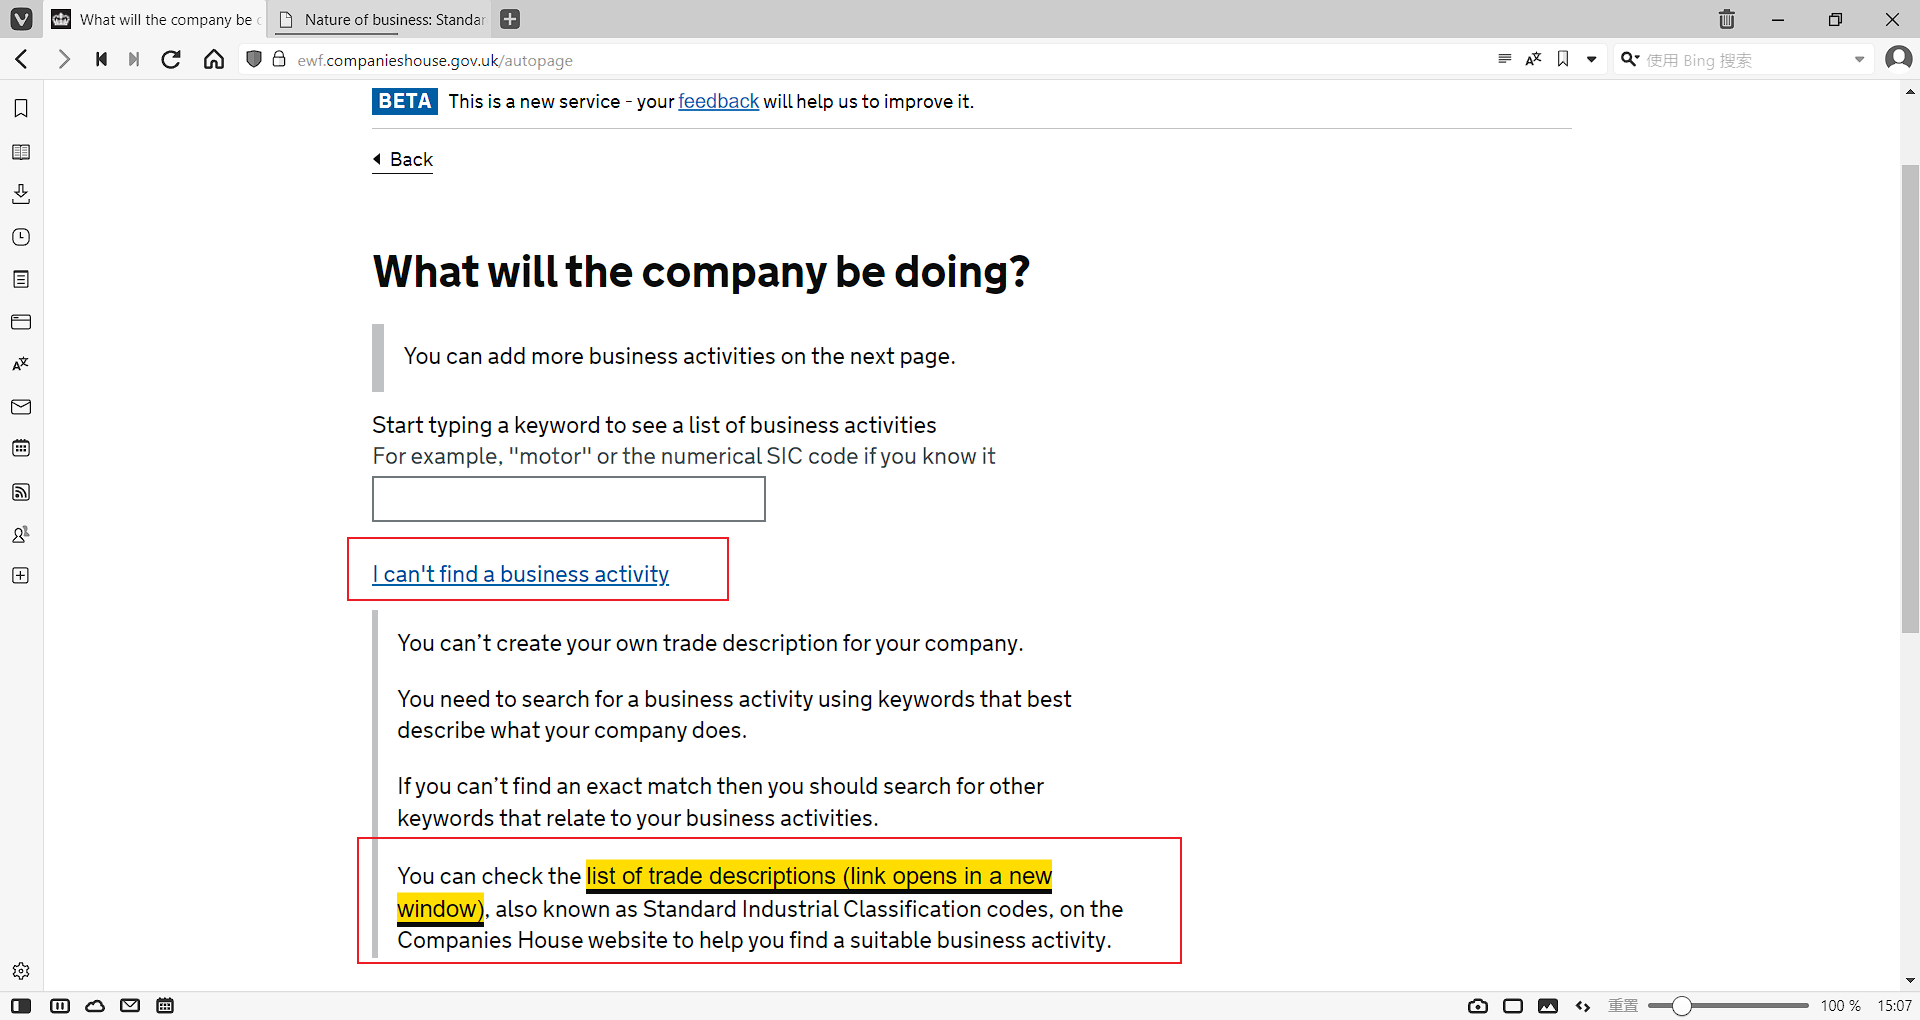 What will the company be
Nature of business: Standar
ewf.companieshouse.gov.uk/autopage
使用 Bing 搜索
BETA This is a new service - your feedback will help us to improve it.
Back
What will the company be doing?
You can add more business activities on the next page.
Start typing a keyword to see a list of business activities
For example, "motor" or the numerical SIC code if you know it
I can't find a business activity
You can’t create your own trade description for your company.
You need to search for a business activity using keywords that best
describe what your company does.
If you can’t find an exact match then you should search for other
keywords that relate to your business activities.
You can check the list of trade descriptions (link opens in a new
window), also known as Standard Industrial Classification codes, on the
Companies House website to help you find a suitable business activity.
重置 100 % 15:07